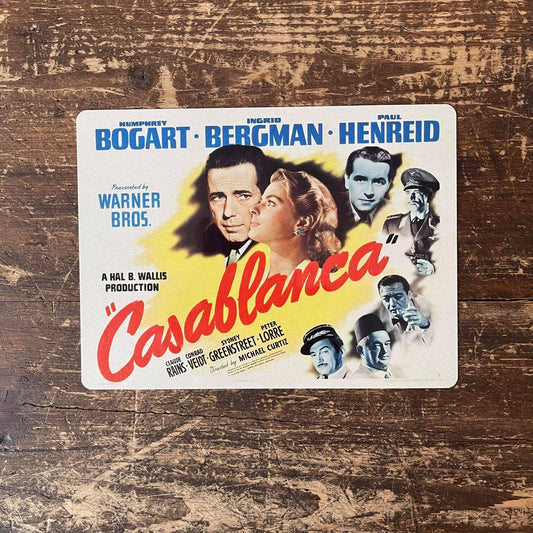 HUMPHREY INGRID PAUL
BOGART · BERGMAN · HENREID
Presented by
WARNER
BROS.
A HAL B. WALLIS
PRODUCTION
"Casablanca"
CLAUDE CONRAD SYDNEY PETER
RAINS · VEIDT · GREENSTREET · LORRE
Directed by MICHAEL CURTIZ